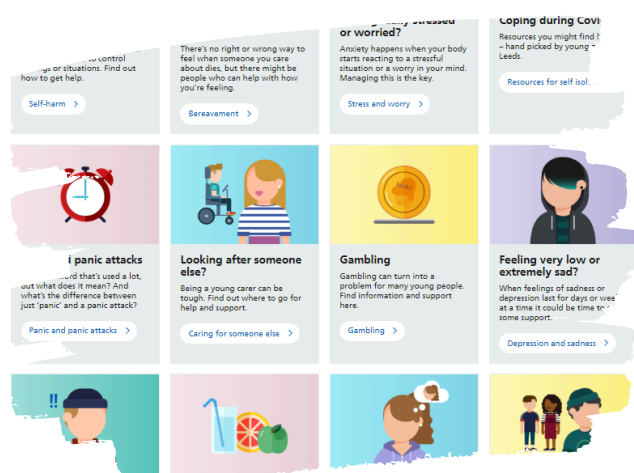 to control
or situations. Find out
how to get help.
Self-harm
There's no right or wrong way to
feel when someone you care
about dies, but there might be
people who can help with how
you're feeling.
Bereavement
stressed
or worried?
Anxiety happens when your body
starts reacting to a stressful
situation or a worry in your mind.
Managing this is the key.
Stress and worry
Coping during
Resources you might find
– hand picked by young
Leeds.
Resources for self
panic attacks
that's used a lot,
but what does it mean? And
what's the difference between
just 'panic' and a panic attack?
Panic and panic attacks
Looking after someone
else?
Being a young carer can be
tough. Find out where to go for
help and support.
Caring for someone else
Gambling
Gambling can turn into a
problem for many young people.
Find information and support
here.
Gambling
Feeling very low or
extremely sad?
When feelings of sadness or
depression last for days or
at a time it could be time to
some support.
Depression and sadness
!!